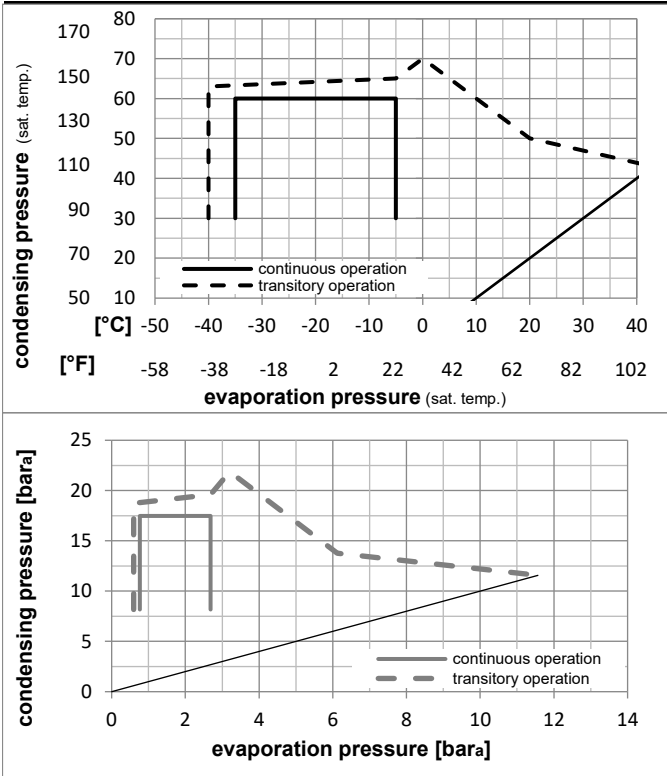 condensing pressure (sat. temp.)
170 80
70
150 60
130 50
110 40
90 30
70 20
50 10
continuous operation
transitory operation
[°C] -50 -40 -30 -20 -10 0 10 20 30 40
[°F] -58 -38 -18 2 22 42 62 82 102
evaporation pressure (sat. temp.)
condensing pressure [bara]
25
20
15
10
5
0
continuous operation
transitory operation
0 2 4 6 8 10 12 14
evaporation pressure [bara]